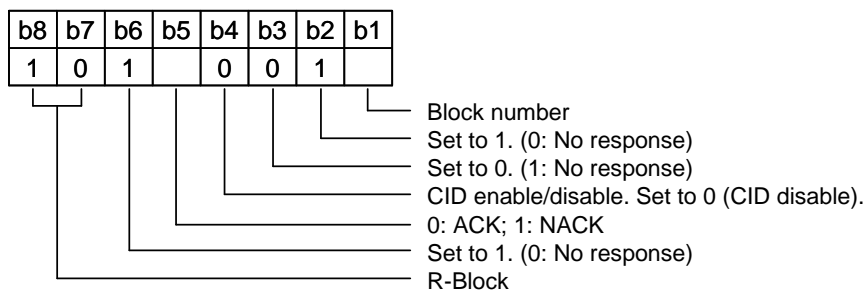 b8 b7 b6 b5 b4 b3 b2 b1
1 0 1 0 0 1
Block number
Set to 1. (0: No response)
Set to 0. (1: No response)
CID enable/disable. Set to 0 (CID disable).
0: ACK; 1: NACK
Set to 1. (0: No response)
R-Block